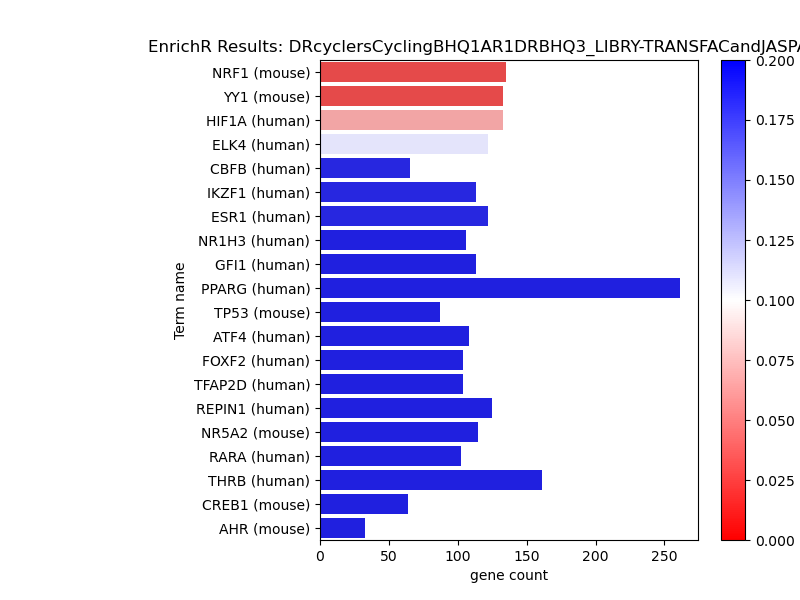 EnrichR Results: DRcyclersCyclingBHQ1AR1DRBHQ3_LIBRY-TRANSFACandJASPA
NRF1 (mouse)
YY1 (mouse)
HIF1A (human)
ELK4 (human)
CBFB (human)
IKZF1 (human)
ESR1 (human)
NR1H3 (human)
GFI1 (human)
PPARG (human)
TP53 (mouse)
ATF4 (human)
FOXF2 (human)
TFAP2D (human)
REPIN1 (human)
NR5A2 (mouse)
RARA (human)
THRB (human)
CREB1 (mouse)
AHR (mouse)
Term name
0 50 100 150 200 250
gene count
0.200
0.175
0.150
0.125
0.100
0.075
0.050
0.025
0.000